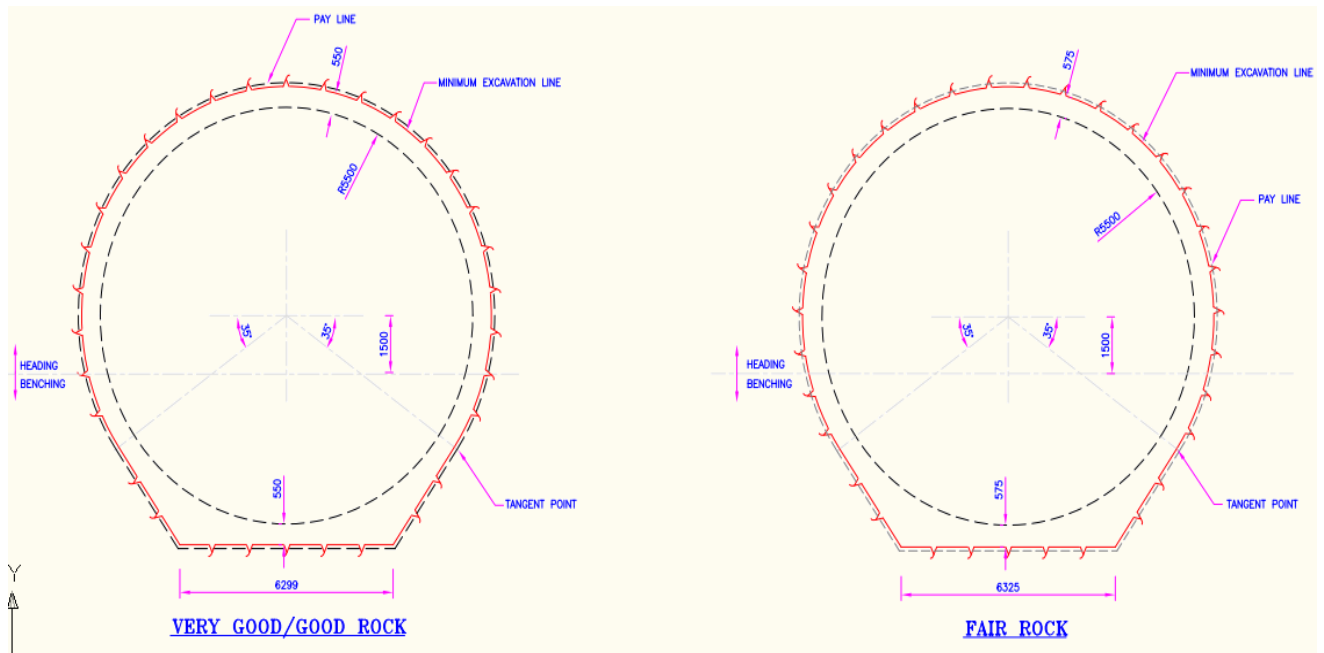 PAY LINE
550
MINIMUM EXCAVATION LINE
R5500
35°
35°
1500
HEADING
BENCHING
550
TANGENT POINT
6299
VERY GOOD/GOOD ROCK
575
MINIMUM EXCAVATION LINE
R5500
PAY LINE
35°
35°
1500
HEADING
BENCHING
575
TANGENT POINT
6325
FAIR ROCK
Y